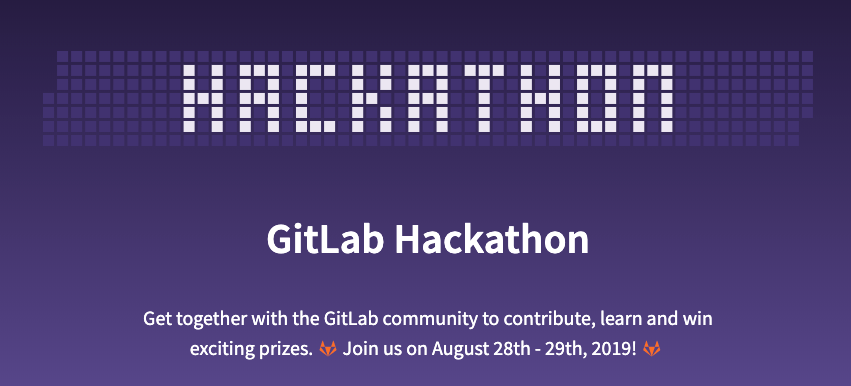 HACKATHON
GitLab Hackathon
Get together with the GitLab community to contribute, learn and win
exciting prizes. Join us on August 28th - 29th, 2019!